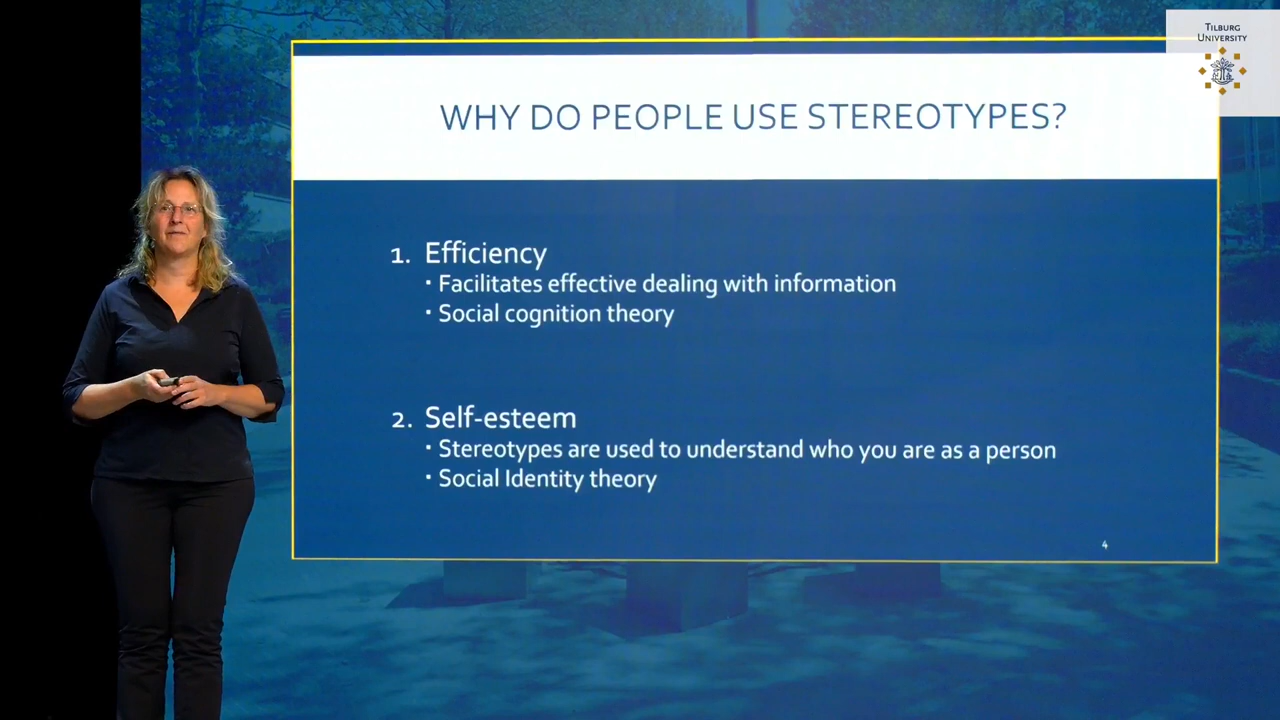 TILBURG
UNIVERSITY
WHY DO PEOPLE USE STEREOTYPES?
1. Efficiency
▪ Facilitates effective dealing with information
▪ Social cognition theory
2. Self-esteem
▪ Stereotypes are used to understand who you are as a person
▪ Social Identity theory
4